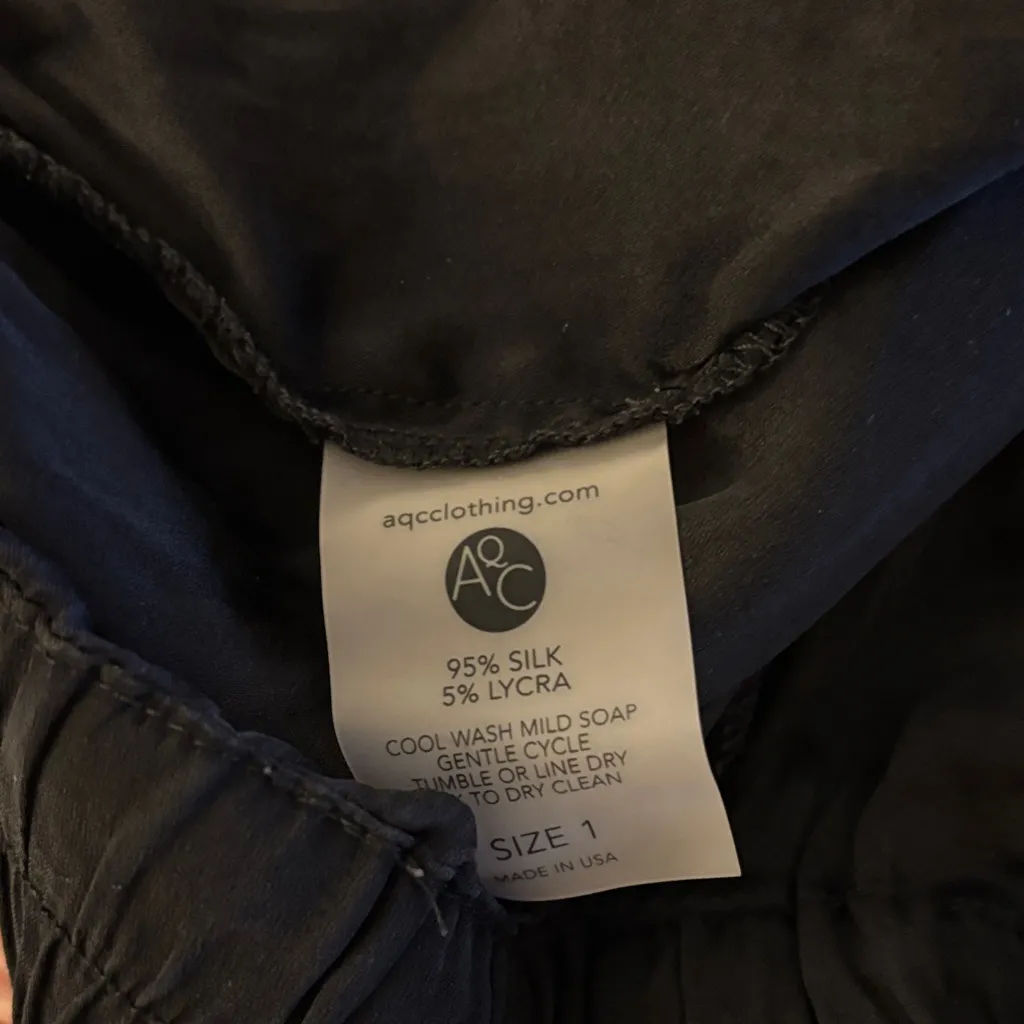 aqcclothing.com
AQC
95% SILK
5% LYCRA
COOL WASH MILD SOAP
GENTLE CYCLE
TUMBLE OR LINE DRY
TO DRY CLEAN
SIZE 1
MADE IN USA